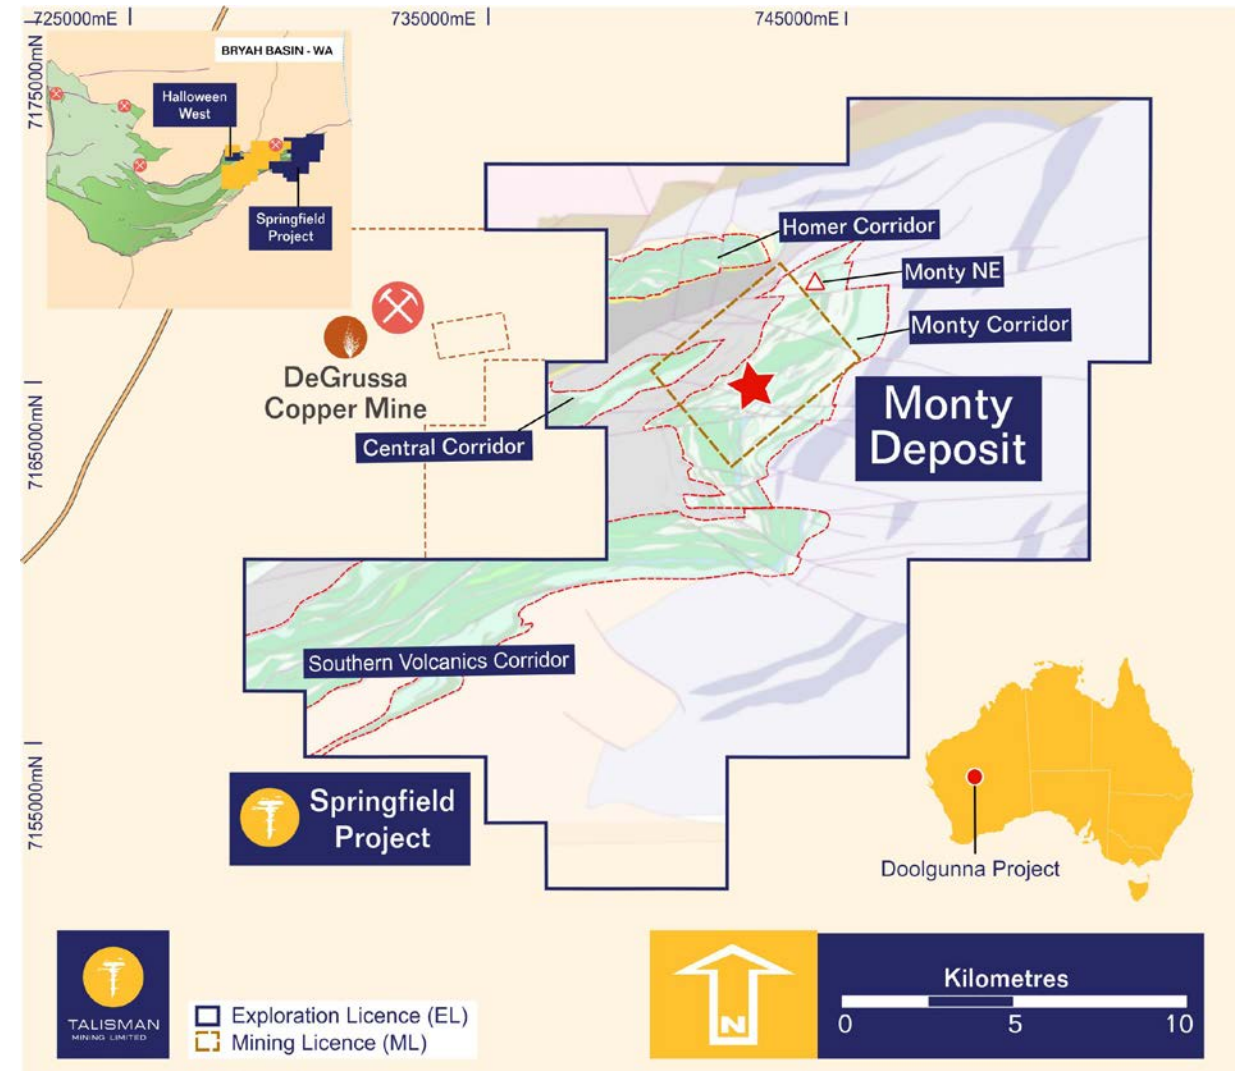 725000mE
735000mE
745000mE
7175000mN
BRYAH BASIN - WA
Halloween
West
Springfield
Project
Homer Corridor
Monty NE
Monty Corridor
DeGrussa
Copper Mine
Central Corridor
Monty
Deposit
7165000mN
Southern Volcanics Corridor
Springfield
Project
7155000mN
Doolgunna Project
TALISMAN
MINING LIMITED
Exploration Licence (EL)
Mining Licence (ML)
N
Kilometres
0 5 10